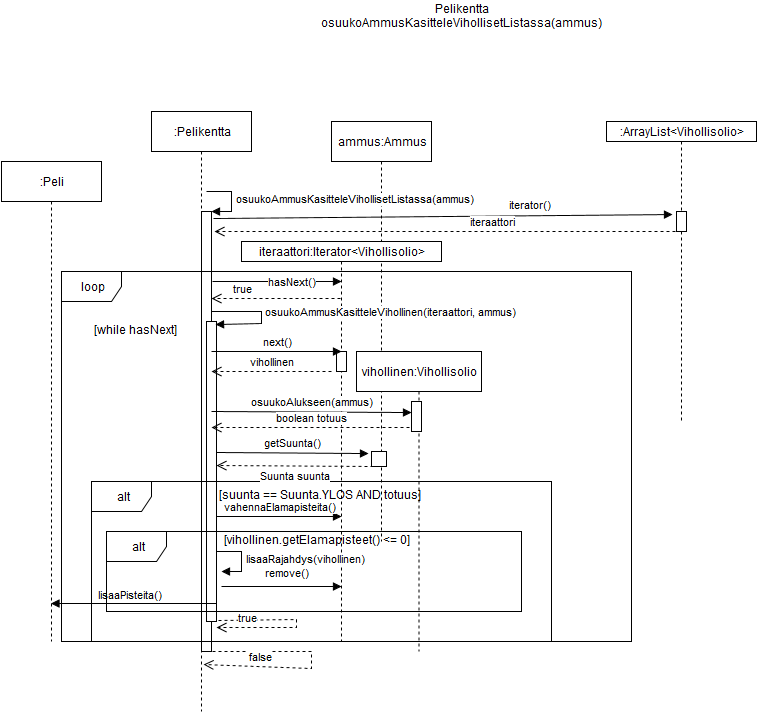 Pelikentta
osuukoAmmusKasitteleVihollisetListassa(ammus)
:Pelikentta
ammus:Ammus
:ArrayList<Vihollisolio>
:Peli
osuukoAmmusKasitteleVihollisetListassa(ammus)
iterator()
iteraattori
iteraattori:Iterator<Vihollisolio>
loop
hasNext()
true
osuukoAmmusKasitteleVihollinen(iteraattori, ammus)
[while hasNext]
next()
vihollinen
vihollinen:Vihollisolio
osuukoAlukseen(ammus)
boolean totuus
getSuunta()
Suunta suunta
alt
[suunta == Suunta.YLOS AND totuus]
vahennaElamapisteita()
alt
[vihollinen.getElamapisteet() <= 0]
lisaaRajahdys(vihollinen)
remove()
lisaaPisteita()
true
false